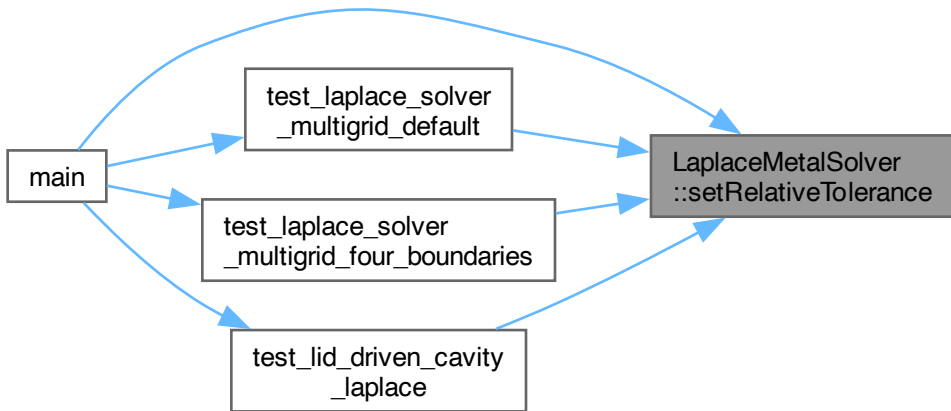 main
test_laplace_solver
_multigrid_default
test_laplace_solver
_multigrid_four_boundaries
test_lid_driven_cavity
_laplace
LaplaceMetalSolver
::setRelativeTolerance